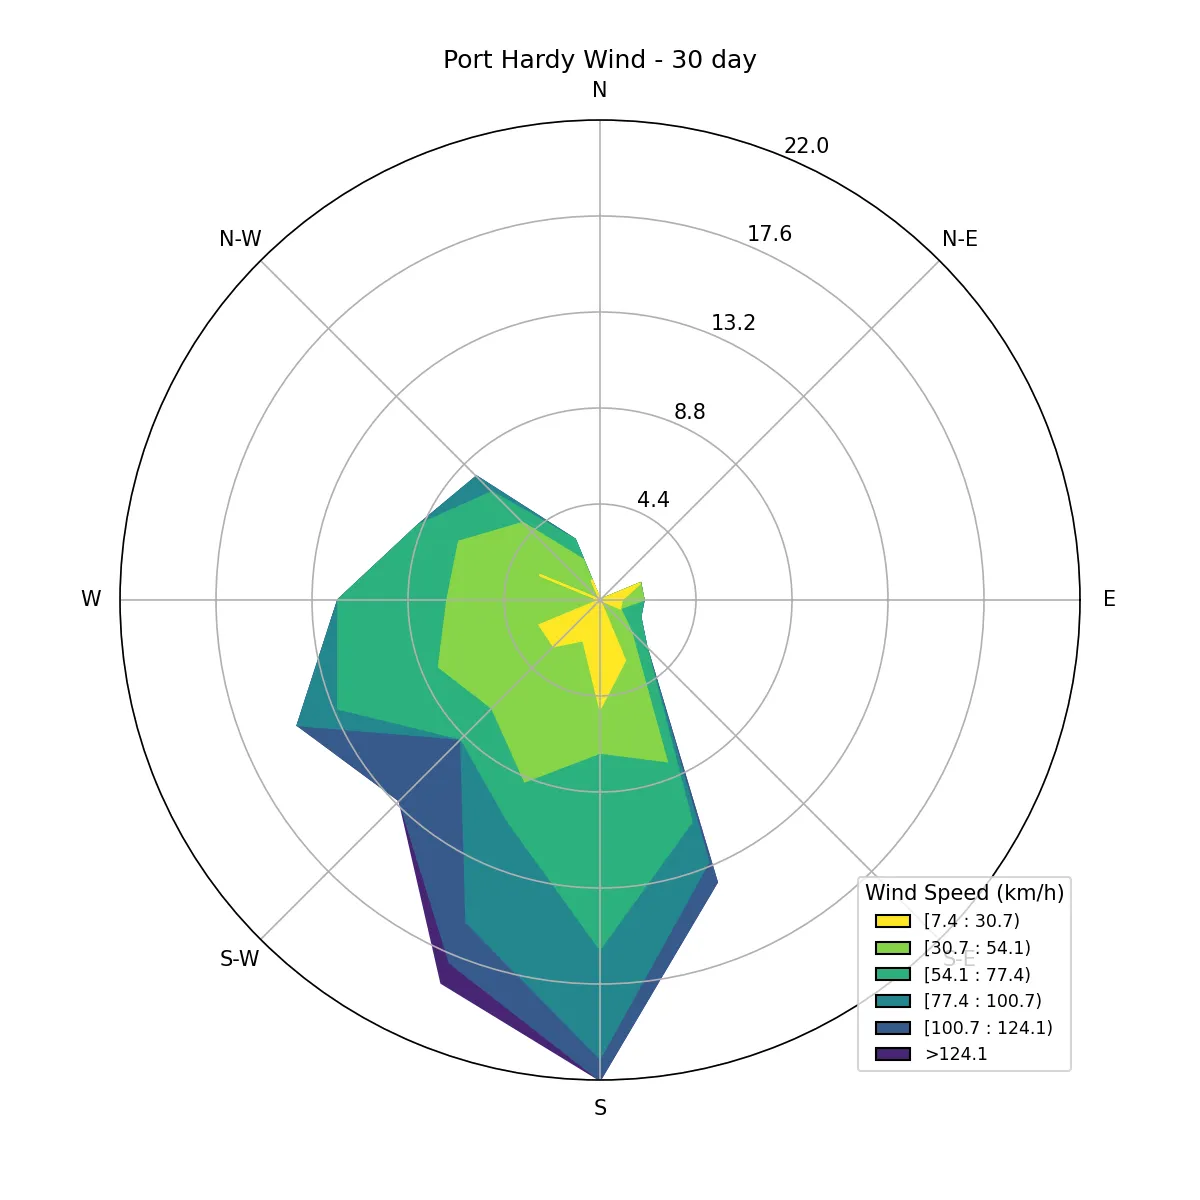 Port Hardy Wind - 30 day
N
22.0
17.6
N-W
N-E
13.2
8.8
4.4
W
E
Wind Speed (km/h)
[7.4 : 30.7)
[30.7 : 54.1)
S-W
S-E
[54.1 : 77.4)
[77.4 : 100.7)
[100.7 : 124.1)
>124.1
S